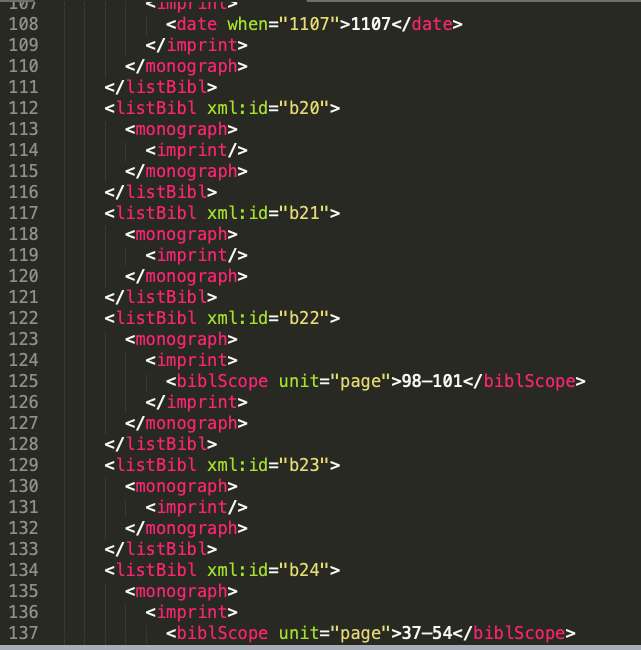 107 <imprint>
108 <date when="1107">1107</date>
109 </imprint>
110 </monograph>
111 </listBibl>
112 <listBibl xml:id="b20">
113 <monograph>
114 <imprint/>
115 </monograph>
116 </listBibl>
117 <listBibl xml:id="b21">
118 <monograph>
119 <imprint/>
120 </monograph>
121 </listBibl>
122 <listBibl xml:id="b22">
123 <monograph>
124 <imprint>
125 <biblScope unit="page">98–101</biblScope>
126 </imprint>
127 </monograph>
128 </listBibl>
129 <listBibl xml:id="b23">
130 <monograph>
131 <imprint/>
132 </monograph>
133 </listBibl>
134 <listBibl xml:id="b24">
135 <monograph>
136 <imprint>
137 <biblScope unit="page">37–54</biblScope>